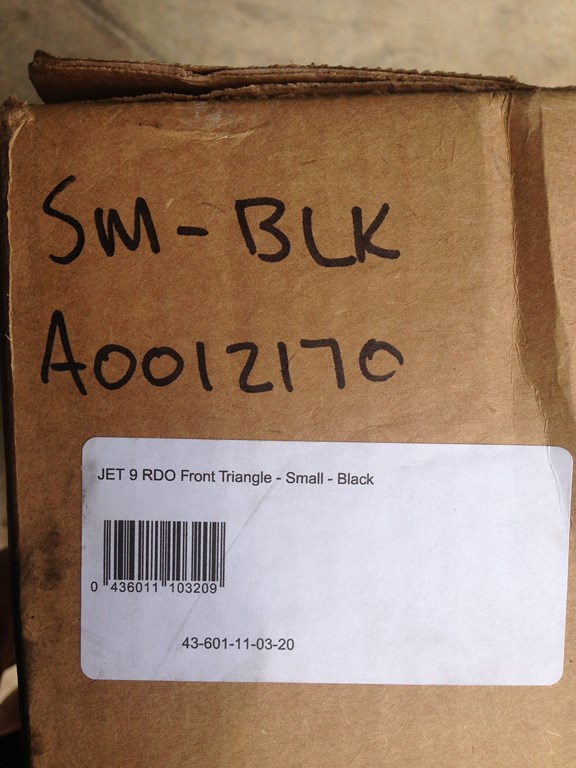 SM-BLK
A0012170
JET 9 RDO Front Triangle - Small - Black
0 436011 103209
43-601-11-03-20